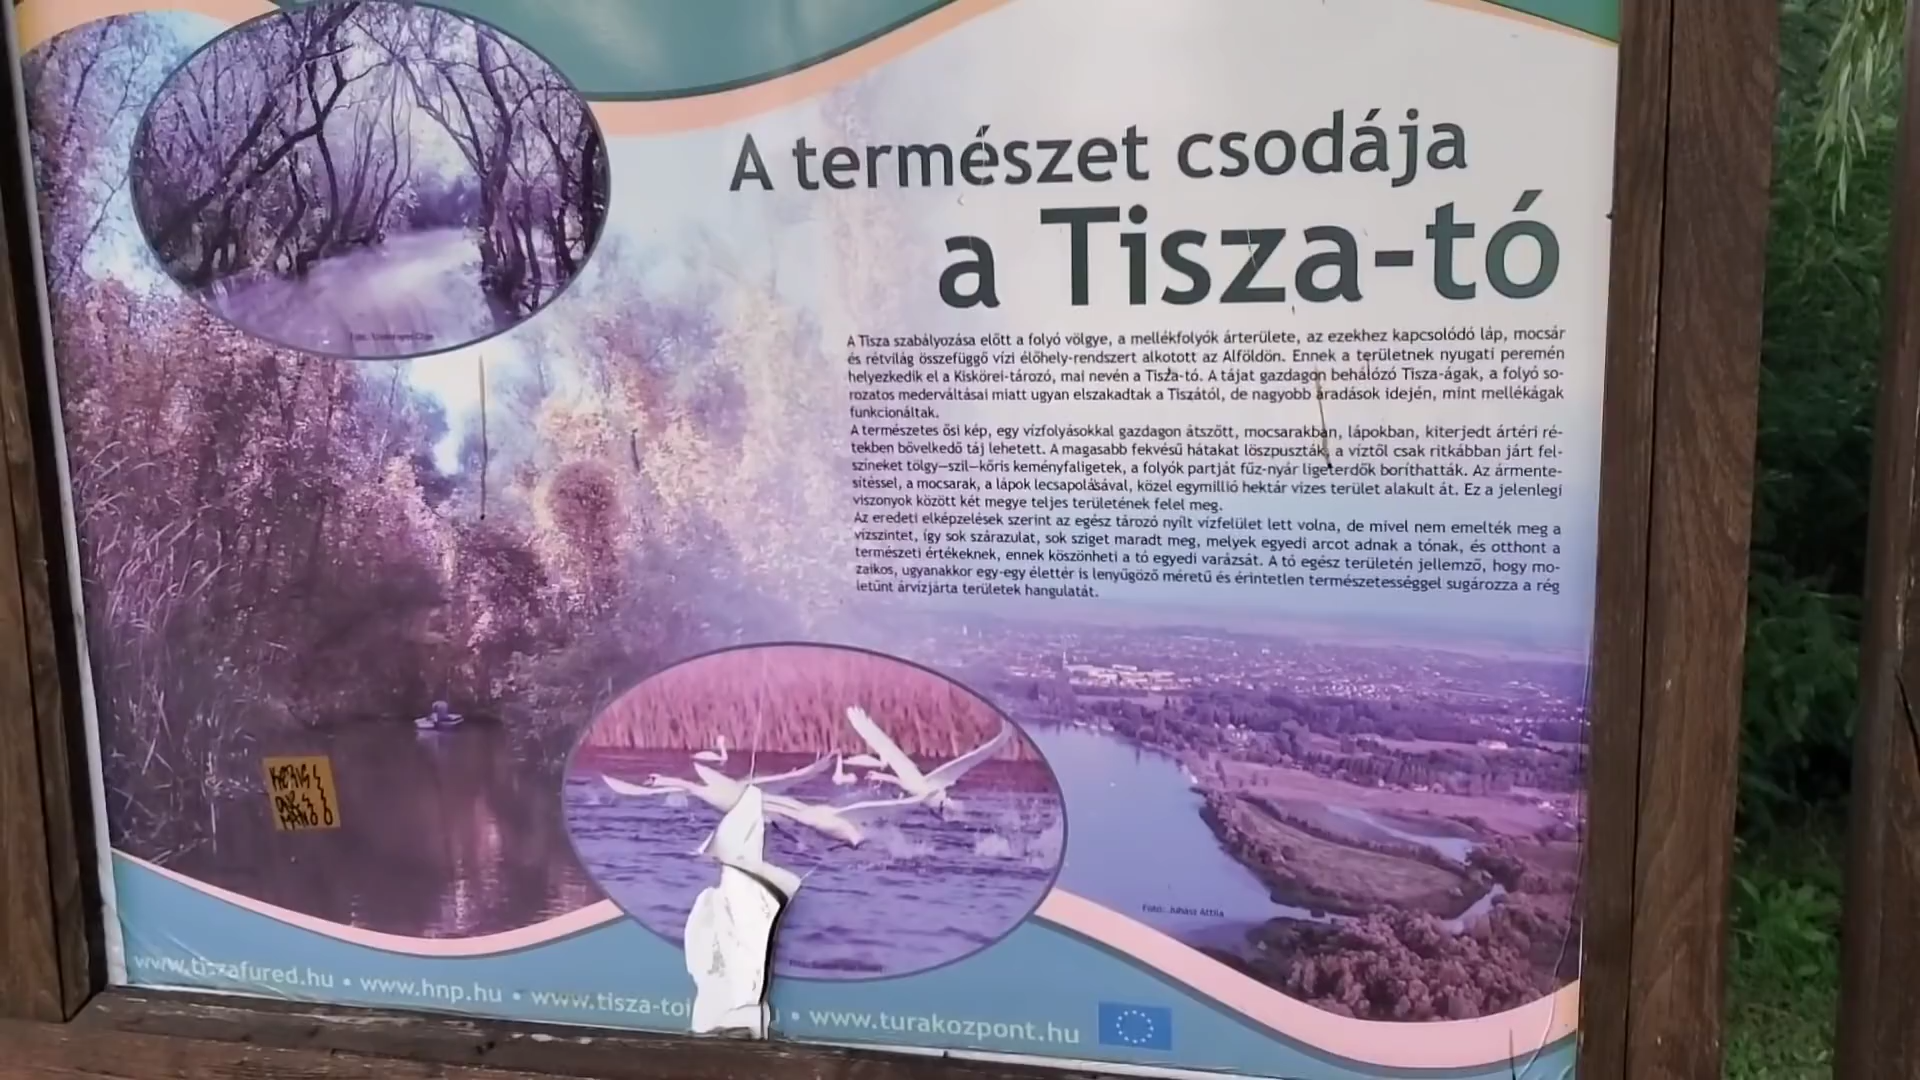 A természet csodája
a Tisza-tó
A Tisza szabályozása előtt a folyó völgye, a mellékfolyók árterülete, az ezekhez kapcsolódó láp, mocsár
és rétvilág összefüggő vízi élőhely-rendszert alkotott az Alföldön. Ennek a területnek nyugati peremén
helyezkedik el a Kiskörei-tározó, mai nevén a Tisza-tó. A tájat gazdagon behálózó Tisza-ágak, a folyó so-
rozatos mederváltásai miatt ugyan elszakadtak a Tiszától, de nagyobb áradások idején, mint mellékágak
funkcionáltak.
A természetes ősi kép, egy vízfolyásokkal gazdagon átszőtt, mocsarakban, lápokban, kiterjedt ártéri ré-
tekben bővelkedő táj lehetett. A magasabb fekvésű hátakat löszpuszták, a víztől csak ritkábban járt fel-
színeket tölgy—szil—kőris keményfaligetek, a folyók partját fűz-nyár ligeterdők boríthatták. Az ármente-
sítéssel, a mocsarak, a lápok lecsapolásával, közel egymillió hektár vizes terület alakult át. Ez a jelenlegi
viszonyok között két megye teljes területének felel meg.
Az eredeti elképzelések szerint az egész tározó nyílt vízfelület lett volna, de mivel nem emelték meg a
vízszintet, így sok szárazulat, sok sziget maradt meg, melyek egyedi arcot adnak a tónak, és otthont a
természeti értékeknek, ennek köszönheti a tó egyedi varázsát. A tó egész területén jellemző, hogy mo-
zaikos, ugyanakkor egy-egy élettér is lenyűgöző méretű és érintetlen természetességgel sugározza a rég
letűnt árvízjárta területek hangulatát.
Fotó: Juhász Attila
www.tiszafured.hu • www.hnp.hu • www.tisza-to • www.turakozpont.hu